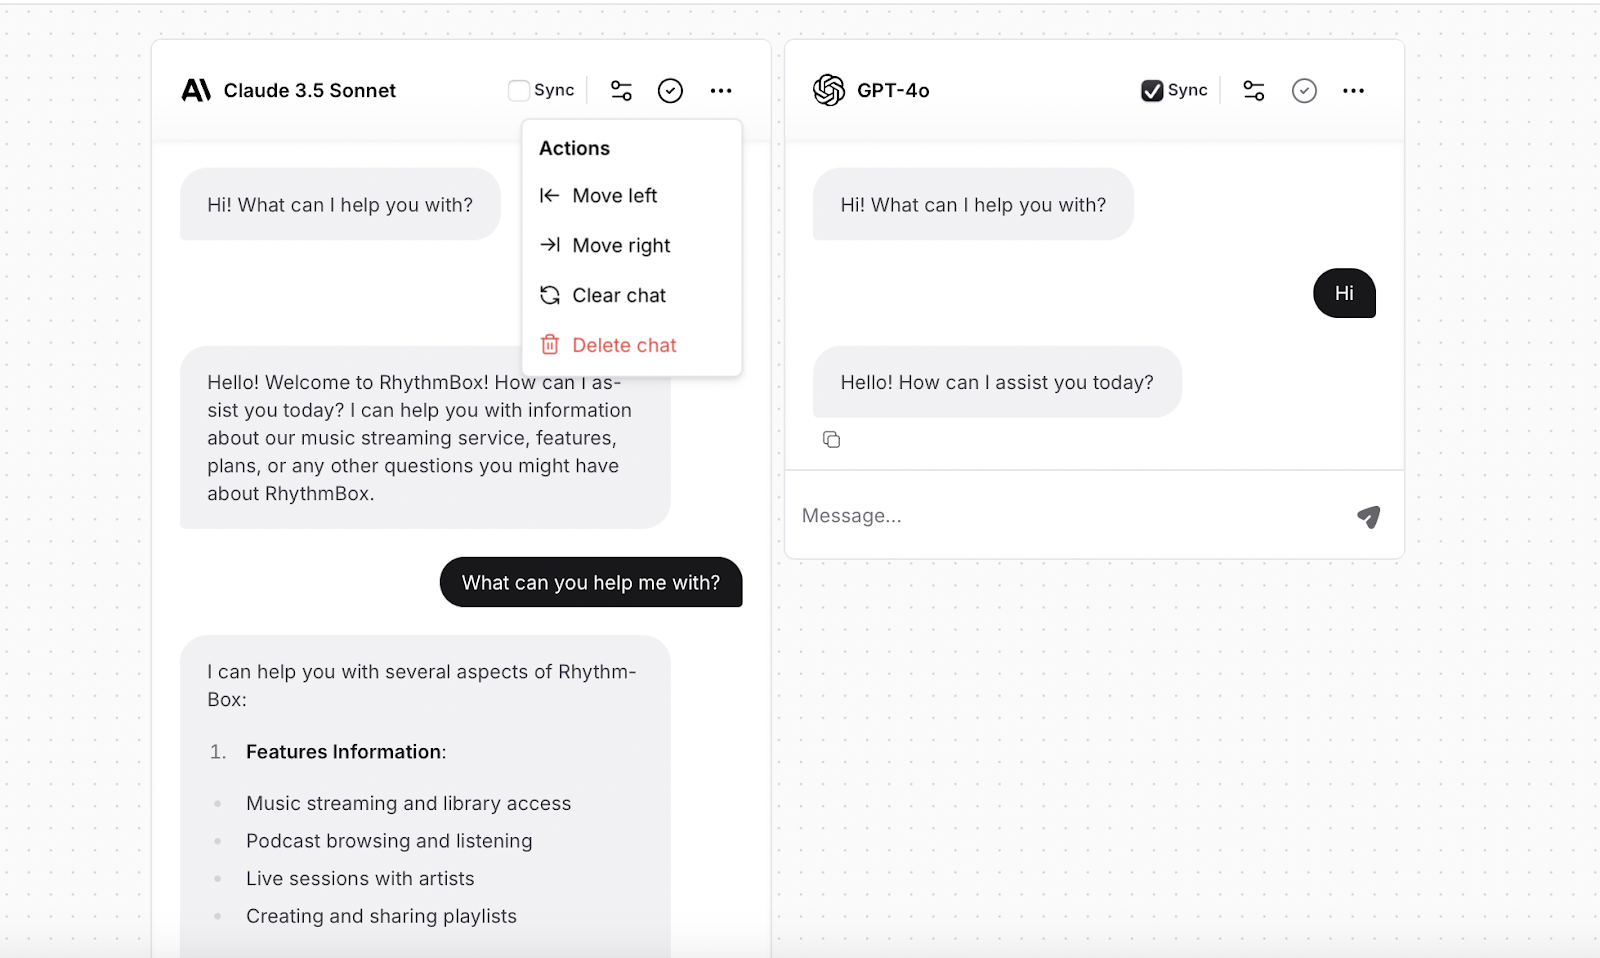 Claude 3.5 Sonnet
Sync
Actions
Move left
Move right
Clear chat
Delete chat
Hi! What can I help you with?
Hello! Welcome to RhythmBox! How can I as-
sist you today? I can help you with information
about our music streaming service, features,
plans, or any other questions you might have
about RhythmBox.
What can you help me with?
I can help you with several aspects of Rhythm-
Box:
1. Features Information:
• Music streaming and library access
• Podcast browsing and listening
• Live sessions with artists
• Creating and sharing playlists
GPT-4o
Sync
Hi! What can I help you with?
Hi
Hello! How can I assist you today?
Message...